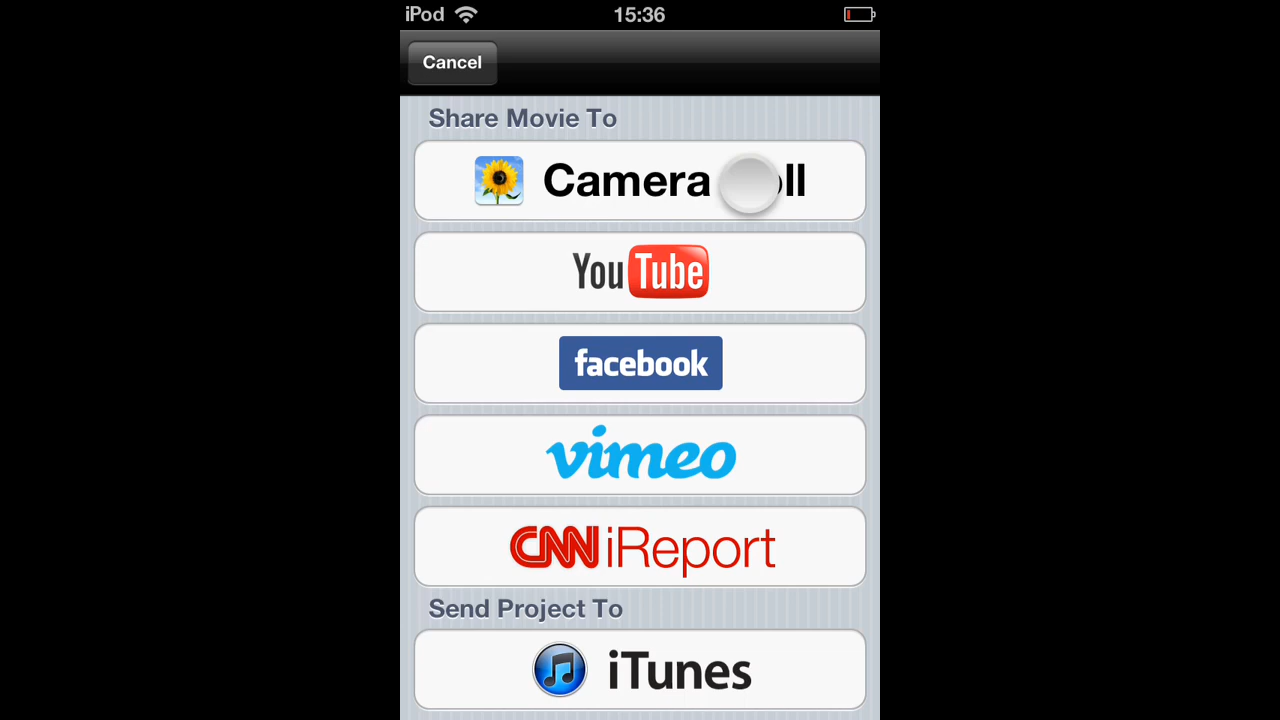 iPod 15:36
Cancel
Share Movie To
Camera
YouTube
facebook
vimeo
CNN iReport
Send Project To
iTunes